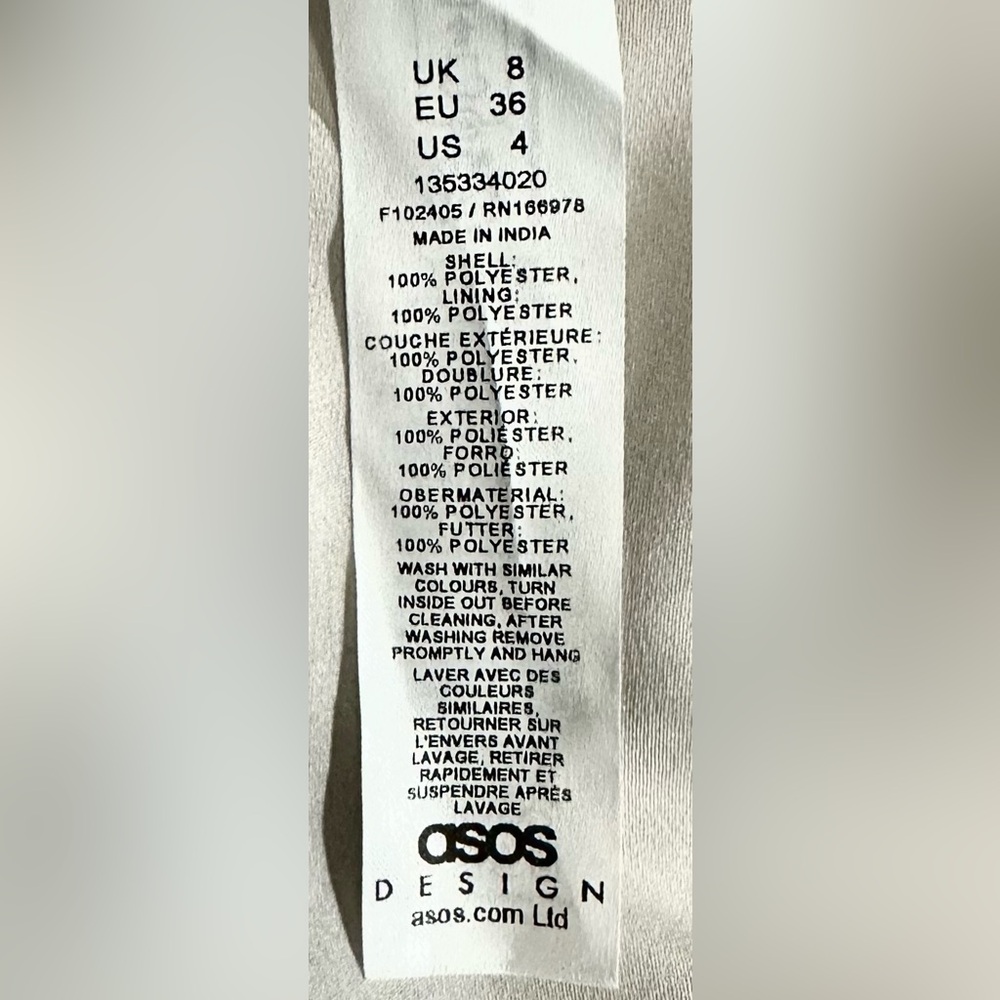 UK 8
EU 36
US 4
135334020
F102405 / RN166978
MADE IN INDIA
SHELL:
100% POLYESTER,
LINING:
100% POLYESTER
COUCHE EXTÉRIEURE:
100% POLYESTER,
DOUBLURE:
100% POLYESTER
EXTERIOR:
100% POLIÉSTER,
FORRO:
100% POLIÉSTER
OBERMATERIAL:
100% POLYESTER,
FUTTER:
100% POLYESTER
WASH WITH SIMILAR
COLOURS, TURN
INSIDE OUT BEFORE
CLEANING, AFTER
WASHING REMOVE
PROMPTLY AND HANG
LAVER AVEC DES
COULEURS
SIMILAIRES,
RETOURNER SUR
L'ENVERS AVANT
LAVAGE, RETIRER
RAPIDEMENT ET
SUSPENDRE APRÈS
LAVAGE
asos
DESIGN
asos.com Ltd